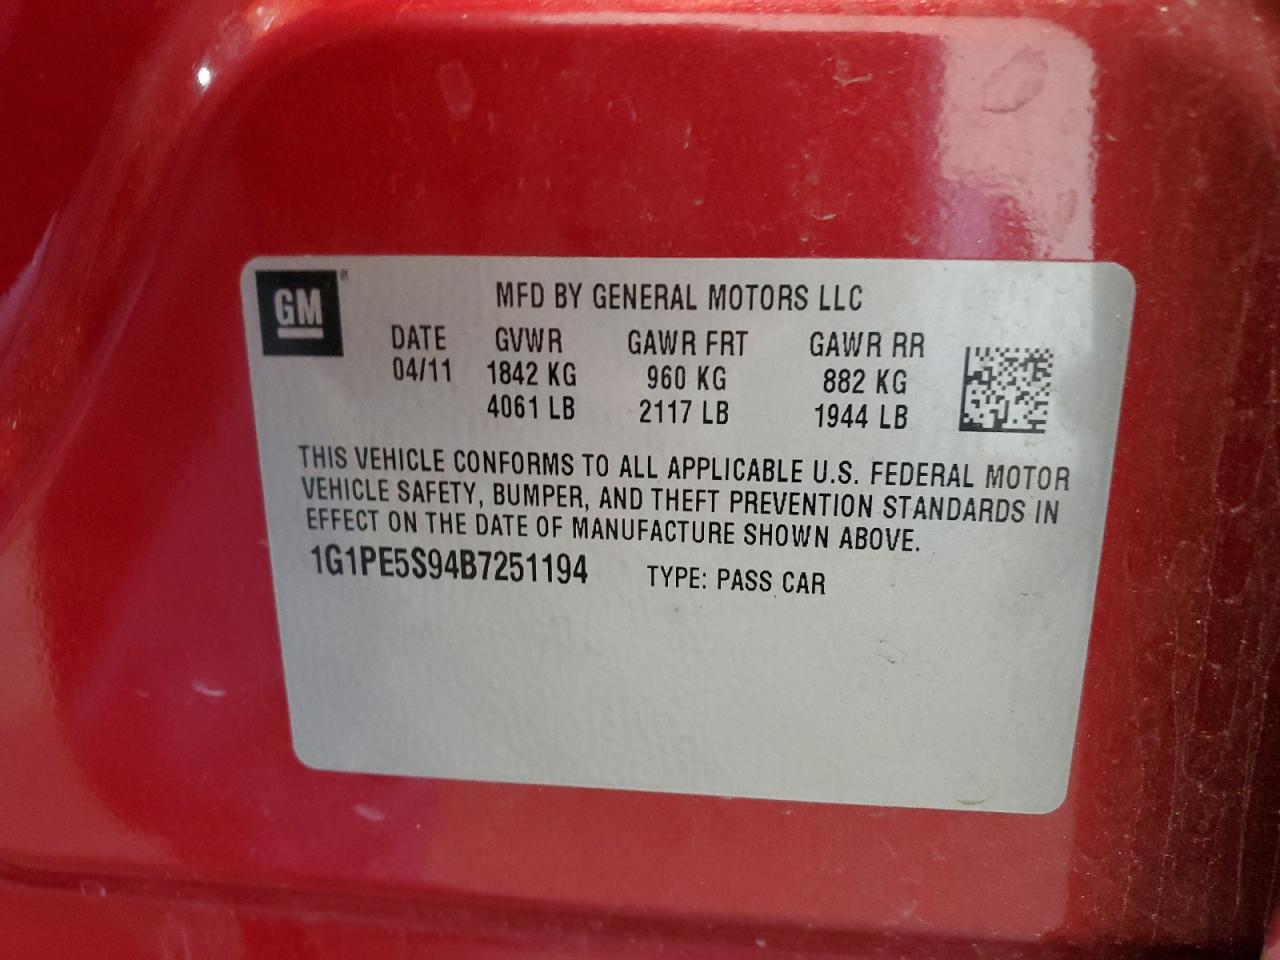 GM®
MFD BY GENERAL MOTORS LLC
DATE GVWR GAWR FRT GAWR RR
04/11 1842 KG 960 KG 882 KG
4061 LB 2117 LB 1944 LB
THIS VEHICLE CONFORMS TO ALL APPLICABLE U.S. FEDERAL MOTOR
VEHICLE SAFETY, BUMPER, AND THEFT PREVENTION STANDARDS IN
EFFECT ON THE DATE OF MANUFACTURE SHOWN ABOVE.
1G1PE5S94B7251194 TYPE: PASS CAR